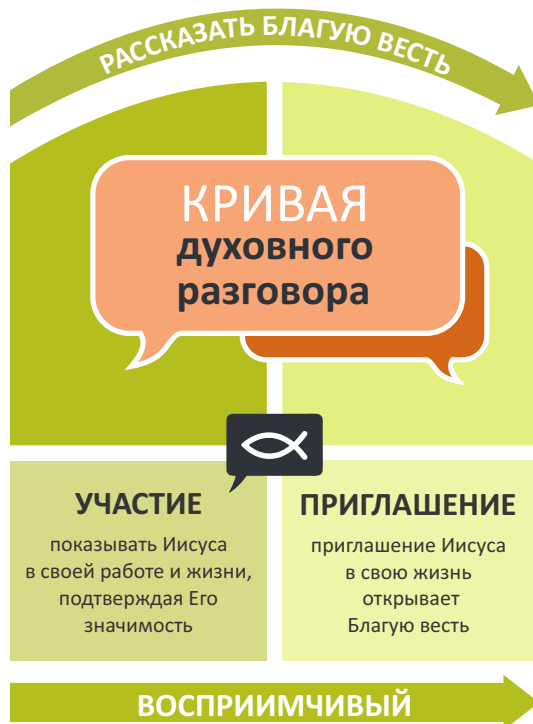 РАССКАЗАТЬ БЛАГУЮ ВЕСТЬ
КРИВАЯ
духовного
разговора
УЧАСТИЕ
показывать Иисуса
в своей работе и жизни,
подтверждая Его
значимость
ПРИГЛАШЕНИЕ
приглашение Иисуса
в свою жизнь
открывает
Благую весть
ВОСПРИИМЧИВЫЙ